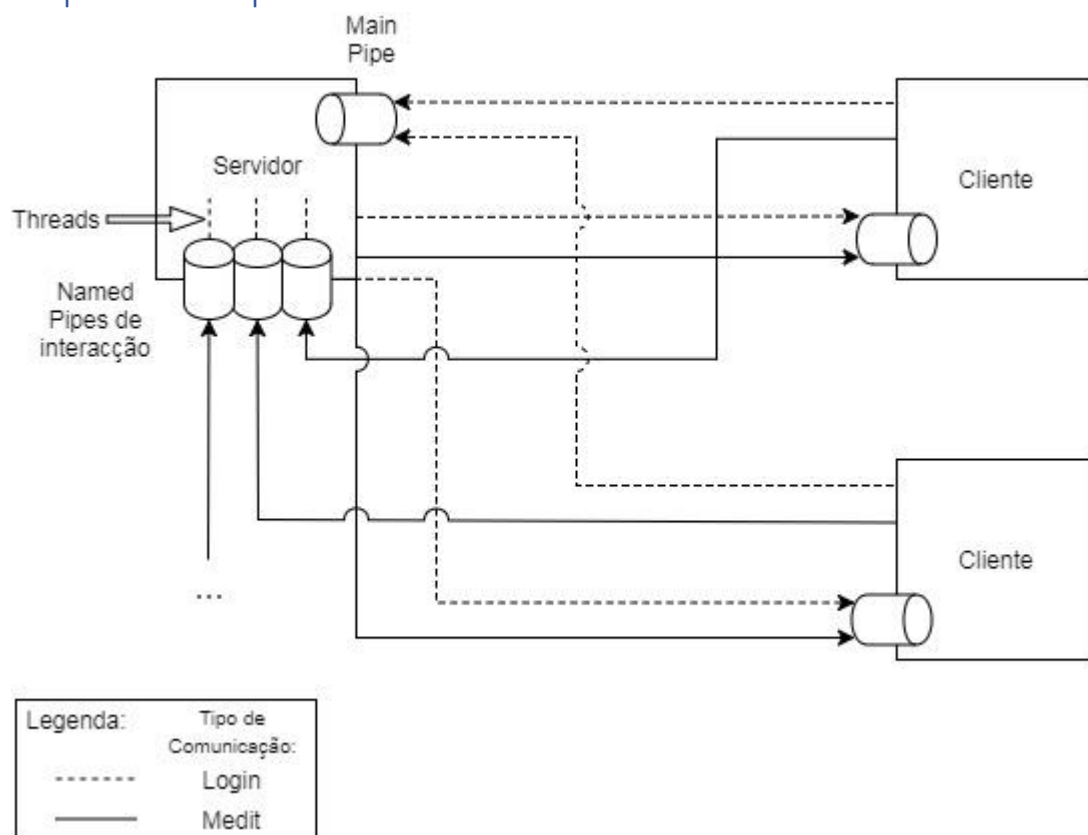 Main
Pipe
Servidor
Cliente
Threads
Named
Pipes de
interacção
Cliente
...
Legenda:
Tipo de
Comunicação:
Login
Medit